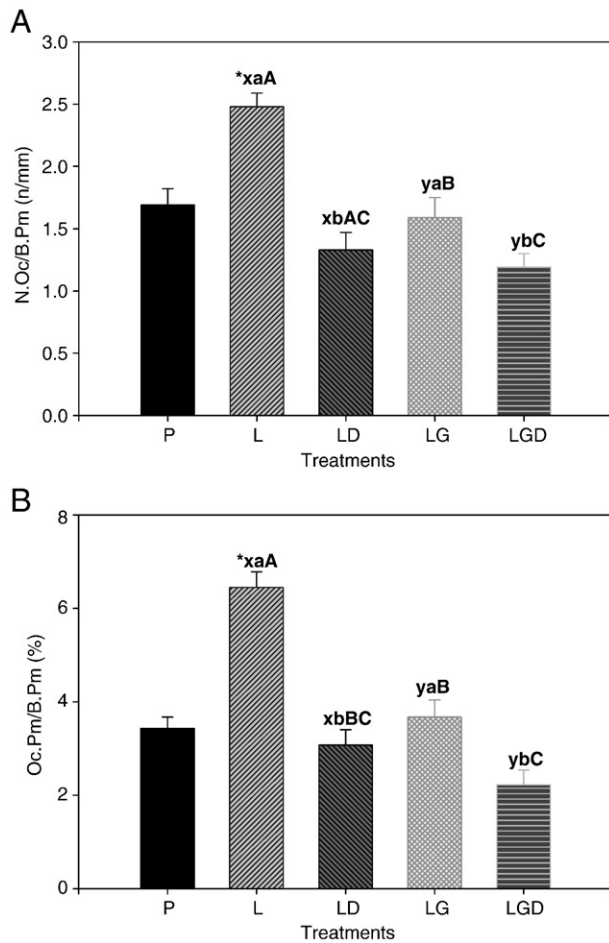 A
3.0
2.5
2.0
1.5
1.0
0.5
0.0
N.Oc/B.Pm (n/mm)
*xaA
xbAC
yaB
ybC
P L LD LG LGD
Treatments
B
8
6
4
2
0
Oc.Pm/B.Pm (%)
*xaA
xbBC
yaB
ybC
P L LD LG LGD
Treatments